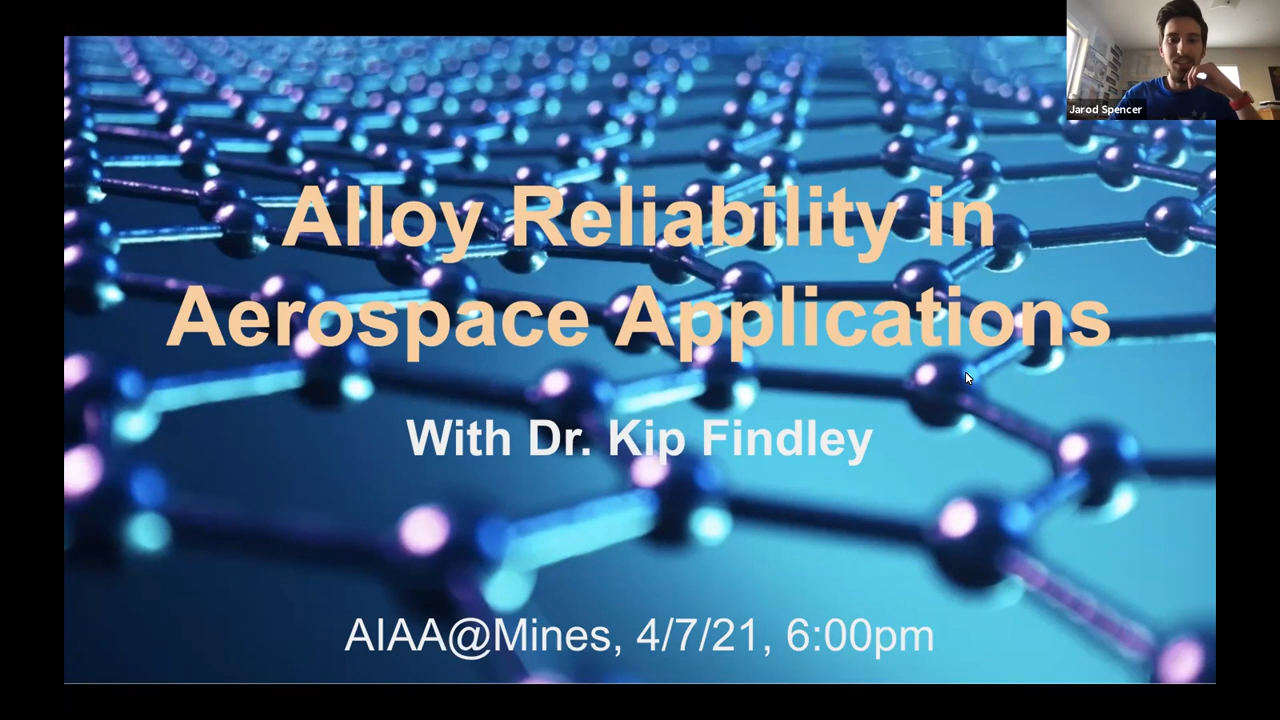 Jarod Spencer
Alloy Reliability in
Aerospace Applications
With Dr. Kip Findley
AIAA@Mines, 4/7/21, 6:00pm